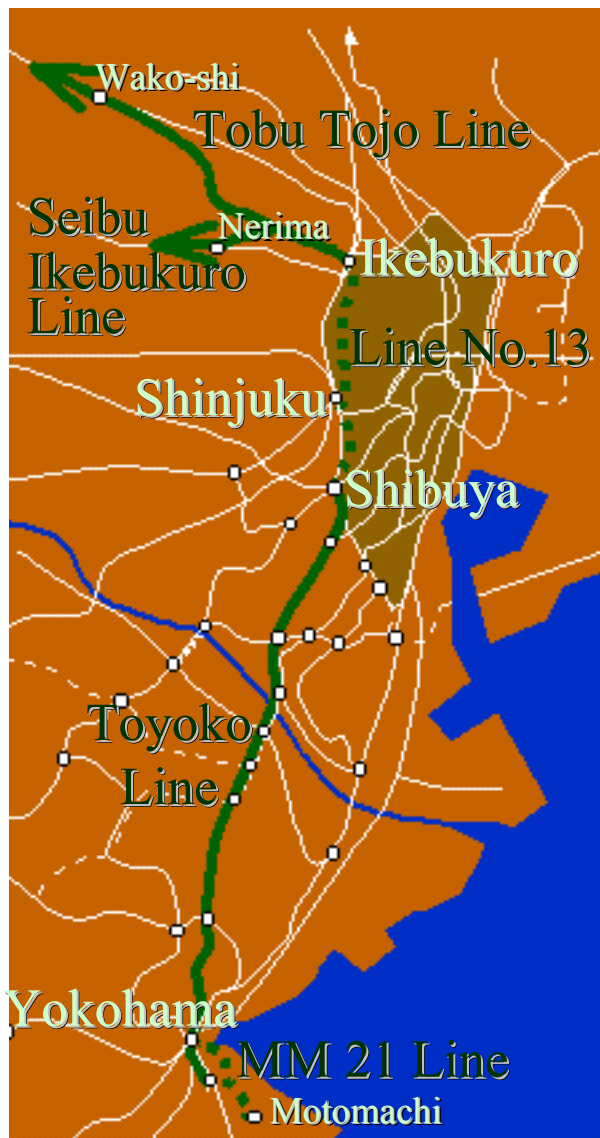 Wako-shi
Tobu Tojo Line
Seibu
Ikebukuro
Line
Nerima
Ikebukuro
Line No.13
Shinjuku
Shibuya
Toyoko
Line
Yokohama
MM 21 Line
Motomachi